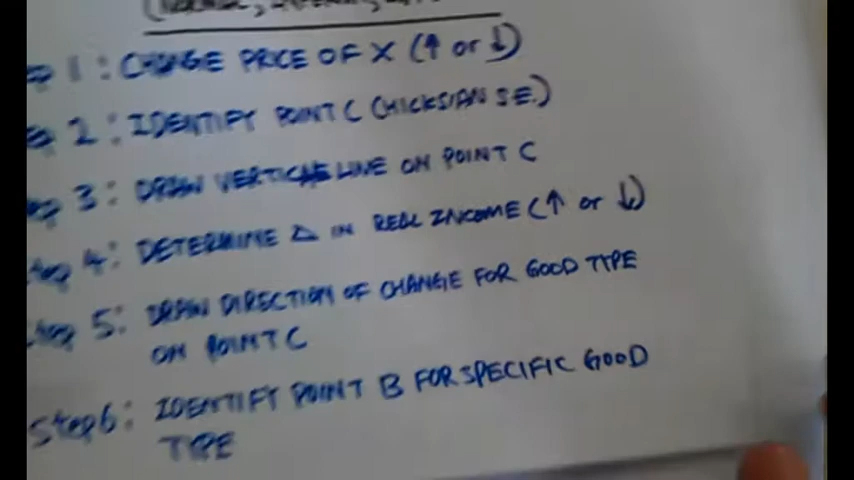 1: CHANGE PRICE OF X (↑ or ↓)
2: IDENTIFY POINT C (HICKSIAN S.E.)
3: DRAW VERTICAL LINE ON POINT C
Step 4: DETERMINE Δ IN REAL INCOME (↑ or ↓)
Step 5: DRAW DIRECTION OF CHANGE FOR GOOD TYPE
ON POINT C
Step 6: IDENTIFY POINT B FOR SPECIFIC GOOD
TYPE